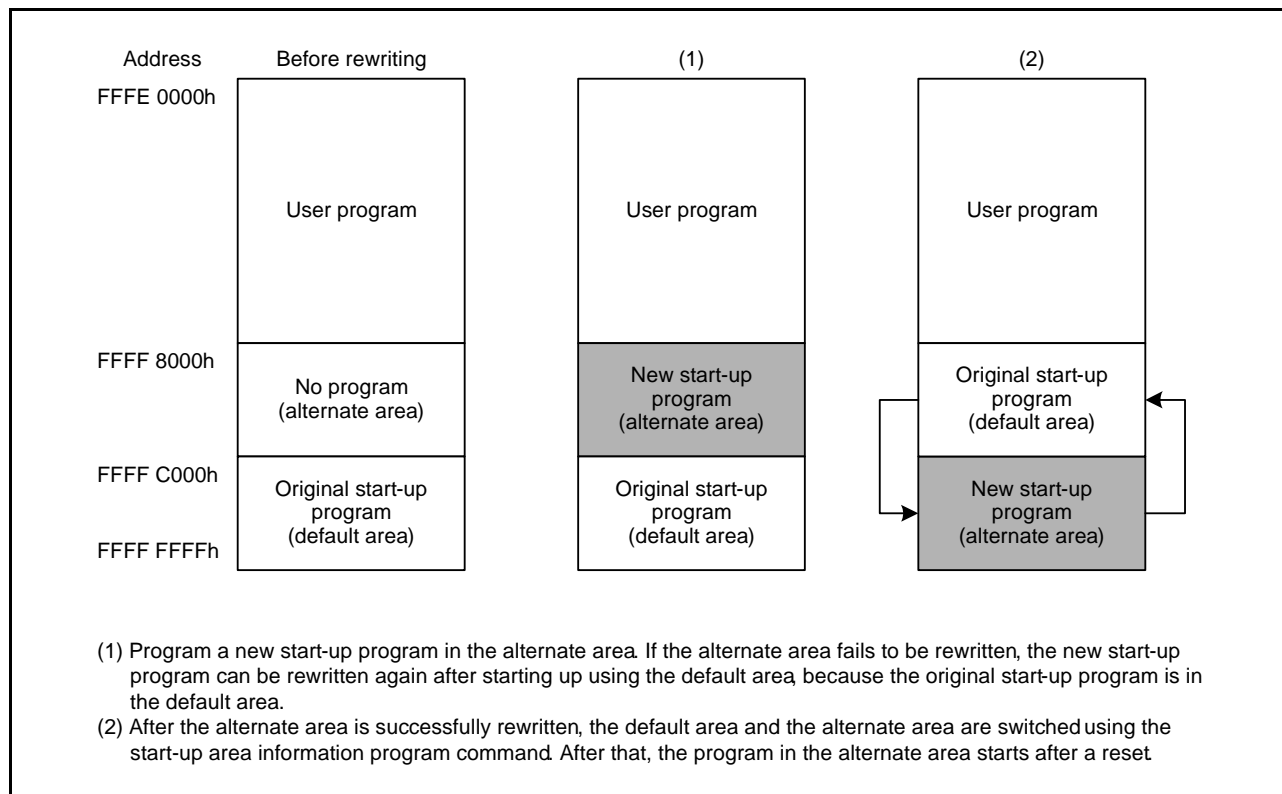 Address
Before rewriting
(1)
(2)
FFFE 0000h
User program
User program
User program
FFFF 8000h
No program
(alternate area)
New start-up
program
(alternate area)
Original start-up
program
(default area)
FFFF C000h
Original start-up
program
(default area)
Original start-up
program
(default area)
New start-up
program
(alternate area)
FFFF FFFFh
(1) Program a new start-up program in the alternate area. If the alternate area fails to be rewritten, the new start-up
program can be rewritten again after starting up using the default area, because the original start-up program is in
the default area.
(2) After the alternate area is successfully rewritten, the default area and the alternate area are switched using the
start-up area information program command. After that, the program in the alternate area starts after a reset.